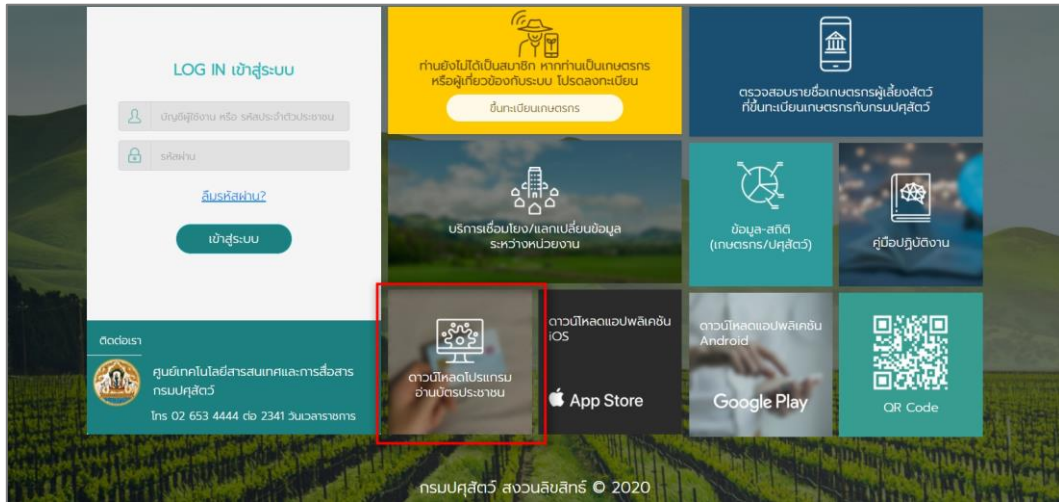 LOG IN เข้าสู่ระบบ
บัญชีผู้ใช้งาน หรือ รหัสประจำตัวประชาชน
รหัสผ่าน
ลืมรหัสผ่าน?
เข้าสู่ระบบ
ติดต่อเรา
ศูนย์เทคโนโลยีสารสนเทศและการสื่อสาร
กรมปศุสัตว์
โทร 02 653 4444 ต่อ 2341 วันเวลาราชการ
ท่านยังไม่ได้เป็นสมาชิก หากท่านเป็นเกษตรกร
หรือผู้เกี่ยวข้องกับระบบ โปรดลงทะเบียน
ขึ้นทะเบียนเกษตรกร
ตรวจสอบรายชื่อเกษตรกรผู้เลี้ยงสัตว์
ที่ขึ้นทะเบียนเกษตรกรกับกรมปศุสัตว์
บริการเชื่อมโยง/แลกเปลี่ยนข้อมูล
ระหว่างหน่วยงาน
ข้อมูล-สถิติ
(เกษตรกร/ปศุสัตว์)
คู่มือปฏิบัติงาน
ดาวน์โหลดโปรแกรม
อ่านบัตรประชาชน
ดาวน์โหลดแอปพลิเคชัน
iOS
App Store
ดาวน์โหลดแอปพลิเคชัน
Android
Google Play
QR Code
กรมปศุสัตว์ สงวนลิขสิทธิ์ © 2020